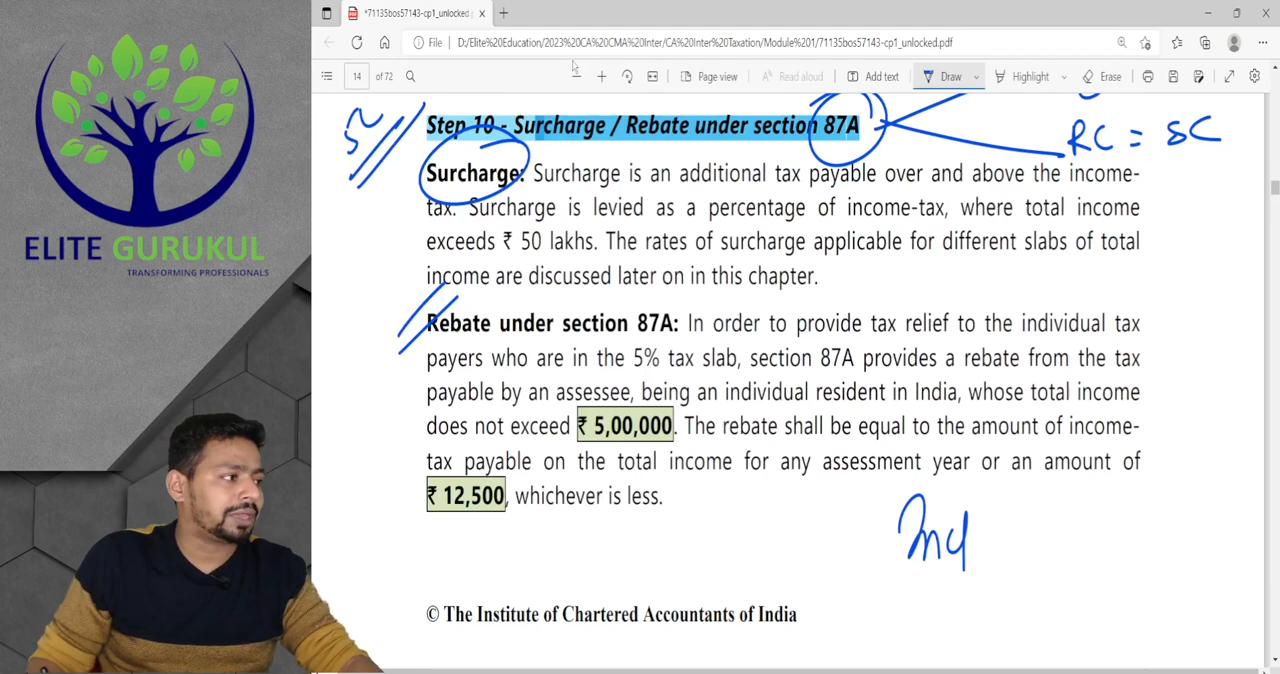 *71135bos57143-cp1_unlocked.p
File
D:/Elite%20Education/2023%20CA%20CMA%20Inter/CA%20Inter%20Taxation/Module%201/71135bos57143-cp1_unlocked.pdf
14 of 72
Page view
Read aloud
Add text
Draw
Highlight
Erase
Step 10 - Surcharge / Rebate under section 87A
RC = SC
Surcharge: Surcharge is an additional tax payable over and above the income-
tax. Surcharge is levied as a percentage of income-tax, where total income
exceeds ₹ 50 lakhs. The rates of surcharge applicable for different slabs of total
income are discussed later on in this chapter.
Rebate under section 87A: In order to provide tax relief to the individual tax
payers who are in the 5% tax slab, section 87A provides a rebate from the tax
payable by an assessee, being an individual resident in India, whose total income
does not exceed ₹ 5,00,000. The rebate shall be equal to the amount of income-
tax payable on the total income for any assessment year or an amount of
₹ 12,500, whichever is less.
© The Institute of Chartered Accountants of India
ELITE GURUKUL
TRANSFORMING PROFESSIONALS